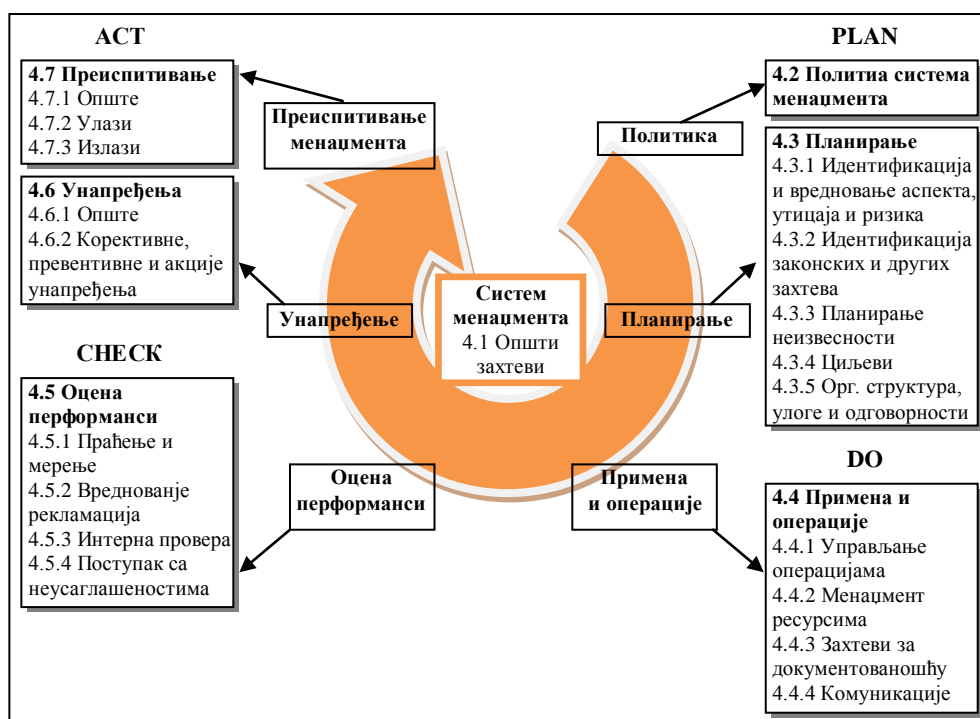 ACT
4.7 Преиспитивање
4.7.1 Опште
4.7.2 Улази
4.7.3 Излази
4.6 Унапређења
4.6.1 Опште
4.6.2 Корективне,
превентивне и акције
унапређења
CHECK
4.5 Оцена
перформанси
4.5.1 Праћење и
мерење
4.5.2 Вреднованје
рекламација
4.5.3 Интерна провера
4.5.4 Поступак са
неусаглашеностима
Преиспитивање
менаџмента
Унапређење
Оцена
перформанси
Систем
менаџмента
4.1 Општи
захтеви
Политика
Планирање
Примена
и операције
PLAN
4.2 Политиа система
менаџмента
4.3 Планирање
4.3.1 Идентификација
и вредновање аспекта,
утицаја и ризика
4.3.2 Идентификација
законских и других
захтева
4.3.3 Планирање
неизвесности
4.3.4 Циљеви
4.3.5 Орг. структура,
улоге и одговорности
DO
4.4 Примена и
операције
4.4.1 Управљање
операцијама
4.4.2 Менаџмент
ресурсима
4.4.3 Захтеви за
документованошћу
4.4.4 Комуникације